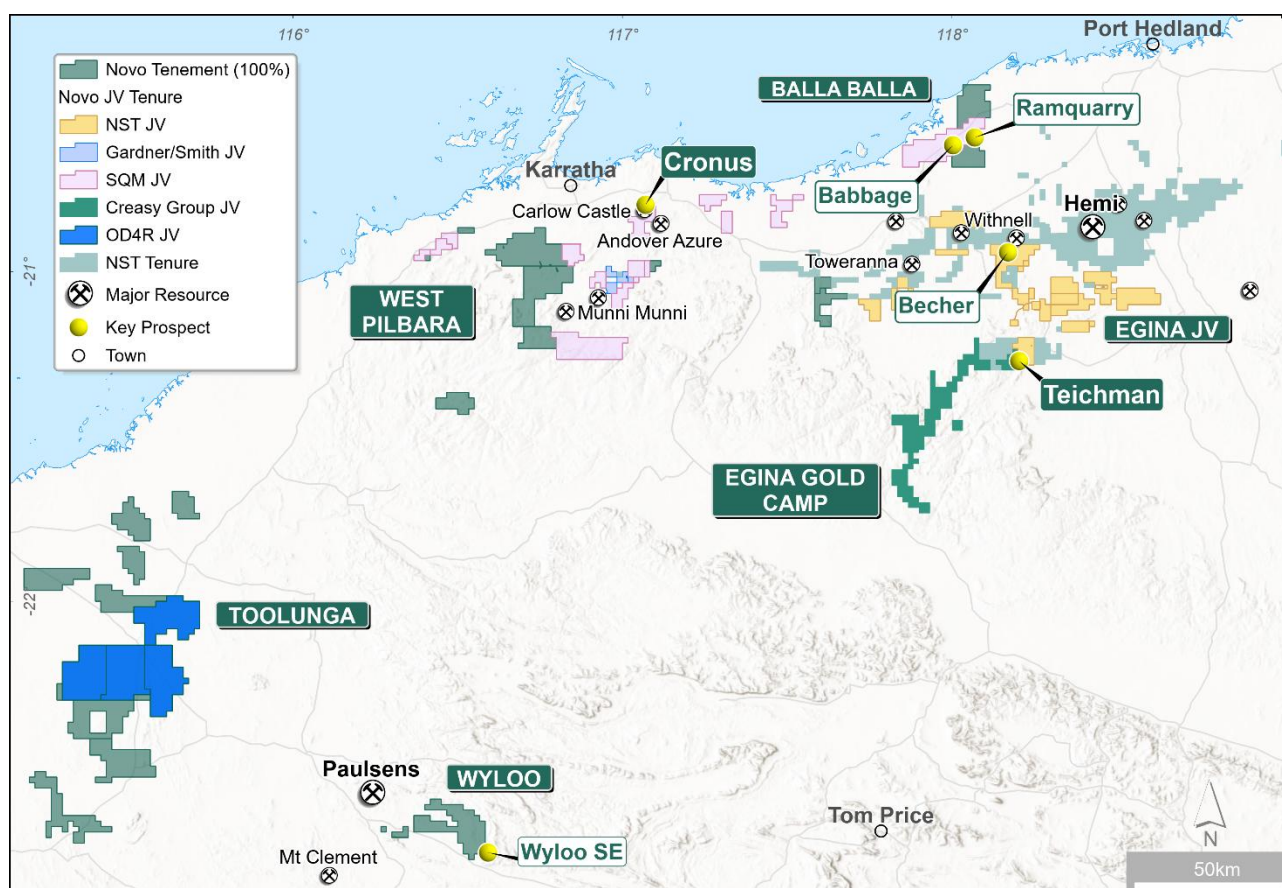 116°
117°
118°
Port Hedland
Novo Tenement (100%)
Novo JV Tenure
NST JV
Gardner/Smith JV
SQM JV
Creasy Group JV
OD4R JV
NST Tenure
Major Resource
Key Prospect
Town
BALLA BALLA
Ramquarry
Karratha
Cronus
Babbage
Carlow Castle
Andover Azure
Withnell
Hemi
-21°
Toweranna
Becher
WEST
PILBARA
Munni Munni
EGINA JV
Teichman
EGINA GOLD
CAMP
-22°
TOOLUNGA
Paulsens
WYLOO
Tom Price
Wyloo SE
Mt Clement
N
50km